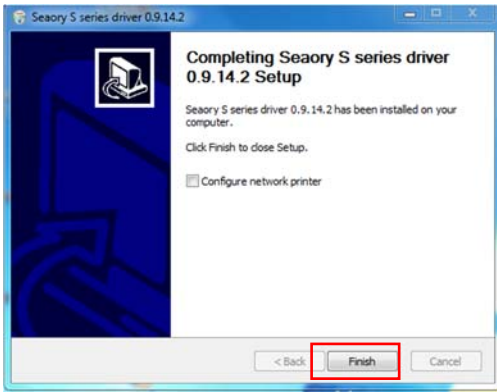 Seaory S series driver 0.9.14.2
Completing Seaory S series driver
0.9.14.2 Setup
Seaory S series driver 0.9.14.2 has been installed on your
computer.
Click Finish to close Setup.
Configure network printer
< Back Finish Cancel